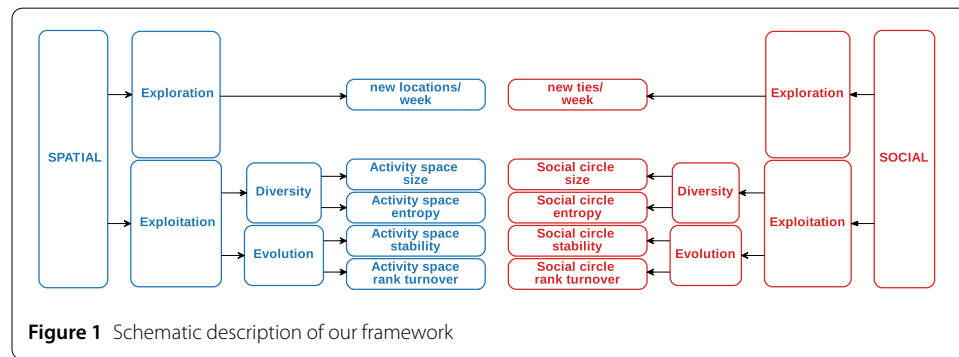 SPATIAL
Exploration
Exploitation
Diversity
Evolution
new locations/
week
Activity space
size
Activity space
entropy
Activity space
stability
Activity space
rank turnover
new ties/
week
Social circle
size
Social circle
entropy
Social circle
stability
Social circle
rank turnover
Diversity
Evolution
Exploration
Exploitation
SOCIAL
Figure 1 Schematic description of our framework